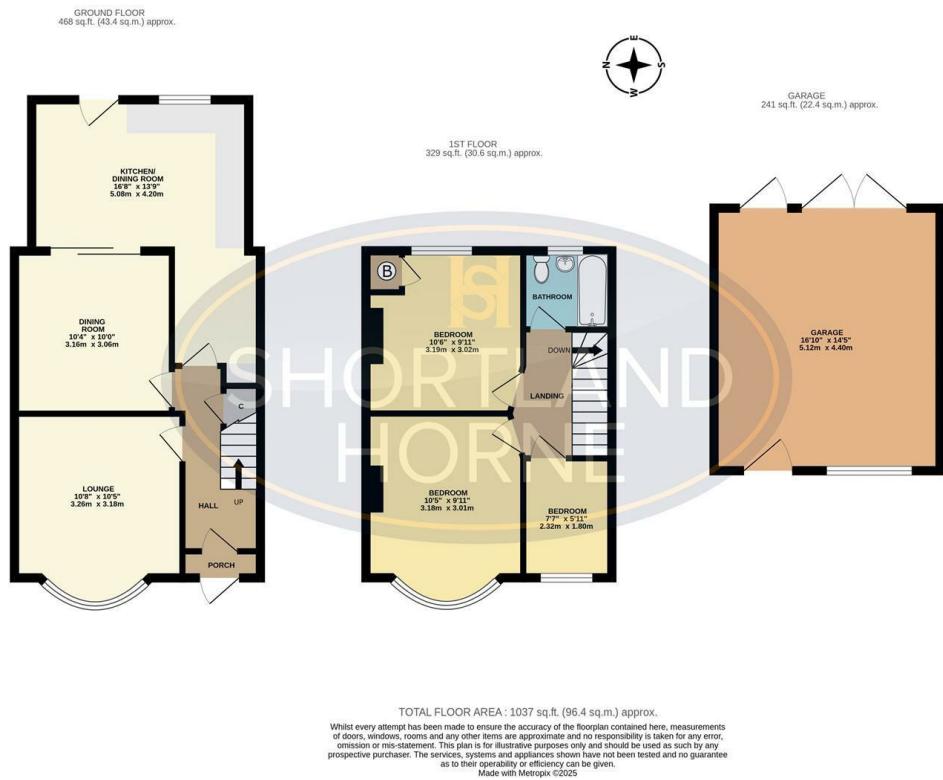 GROUND FLOOR
468 sq.ft. (43.4 sq.m.) approx.
KITCHEN/
DINING ROOM
16'8" x 13'9"
5.08m x 4.20m
DINING
ROOM
10'4" x 10'0"
3.16m x 3.06m
C
LOUNGE
10'8" x 10'5"
3.26m x 3.18m
HALL
UP
PORCH
1ST FLOOR
329 sq.ft. (30.6 sq.m.) approx.
B
BEDROOM
10'6" x 9'11"
3.19m x 3.02m
BATHROOM
DOWN
LANDING
BEDROOM
10'5" x 9'11"
3.18m x 3.01m
BEDROOM
7'7" x 5'11"
2.32m x 1.80m
N
E
S
W
GARAGE
241 sq.ft. (22.4 sq.m.) approx.
GARAGE
16'10" x 14'5"
5.12m x 4.40m
SH
SHORTLAND
HORNE
TOTAL FLOOR AREA : 1037 sq.ft. (96.4 sq.m.) approx.
Whilst every attempt has been made to ensure the accuracy of the floorplan contained here, measurements
of doors, windows, rooms and any other items are approximate and no responsibility is taken for any error,
omission or mis-statement. This plan is for illustrative purposes only and should be used as such by any
prospective purchaser. The services, systems and appliances shown have not been tested and no guarantee
as to their operability or efficiency can be given.
Made with Metropix ©2025